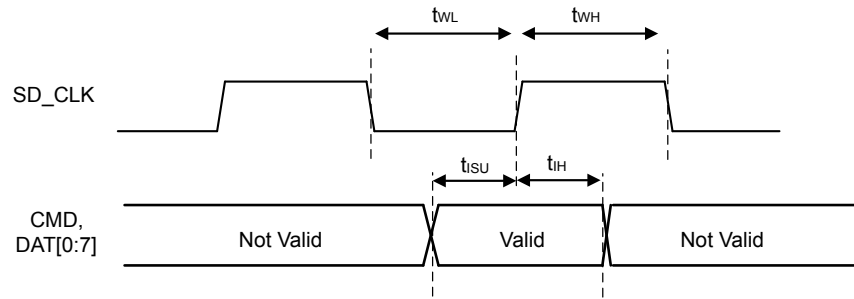 tWL
tWH
SD_CLK
tISU
tIH
CMD,
DAT[0:7]
Not Valid
Valid
Not Valid